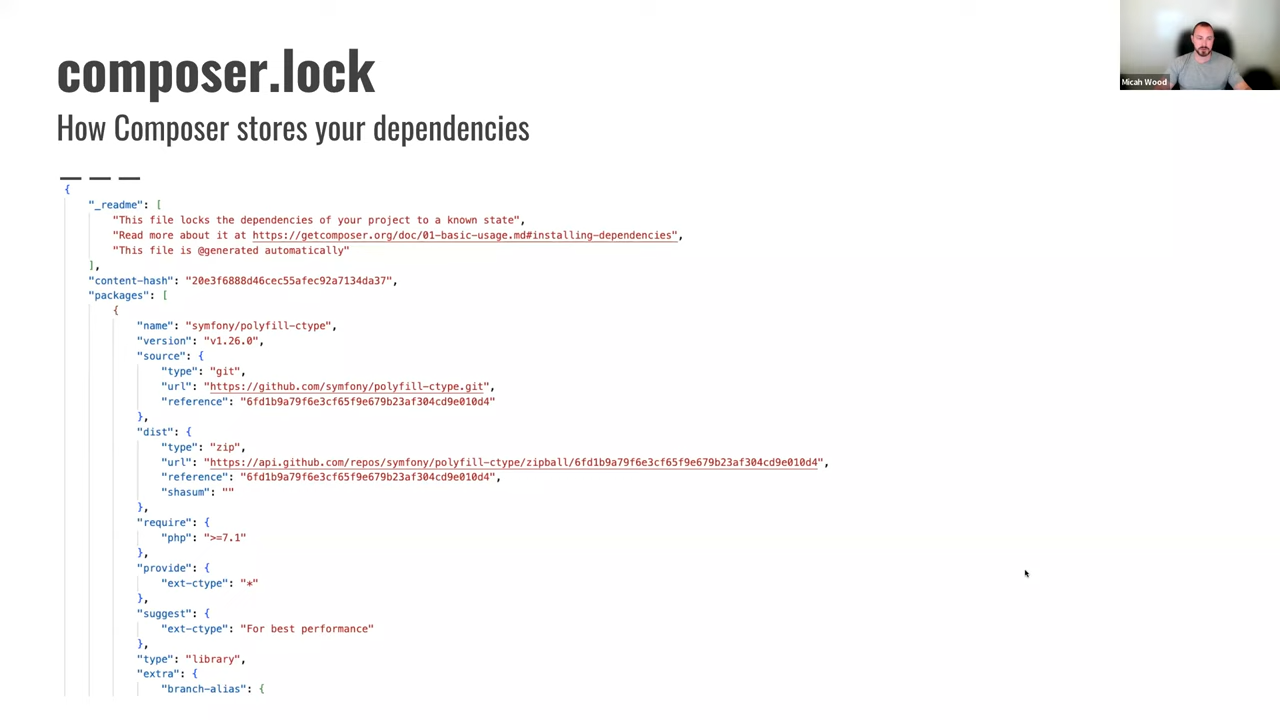 composer.lock
How Composer stores your dependencies
Micah Wood
{
"_readme": [
"This file locks the dependencies of your project to a known state",
"Read more about it at https://getcomposer.org/doc/01-basic-usage.md#installing-dependencies",
"This file is @generated automatically"
],
"content-hash": "20e3f6888d46cec55afec92a7134da37",
"packages": [
{
"name": "symfony/polyfill-ctype",
"version": "v1.26.0",
"source": {
"type": "git",
"url": "https://github.com/symfony/polyfill-ctype.git",
"reference": "6fd1b9a79f6e3cf65f9e679b23af304cd9e010d4"
},
"dist": {
"type": "zip",
"url": "https://api.github.com/repos/symfony/polyfill-ctype/zipball/6fd1b9a79f6e3cf65f9e679b23af304cd9e010d4",
"reference": "6fd1b9a79f6e3cf65f9e679b23af304cd9e010d4",
"shasum": ""
},
"require": {
"php": ">=7.1"
},
"provide": {
"ext-ctype": "*"
},
"suggest": {
"ext-ctype": "For best performance"
},
"type": "library",
"extra": {
"branch-alias": {